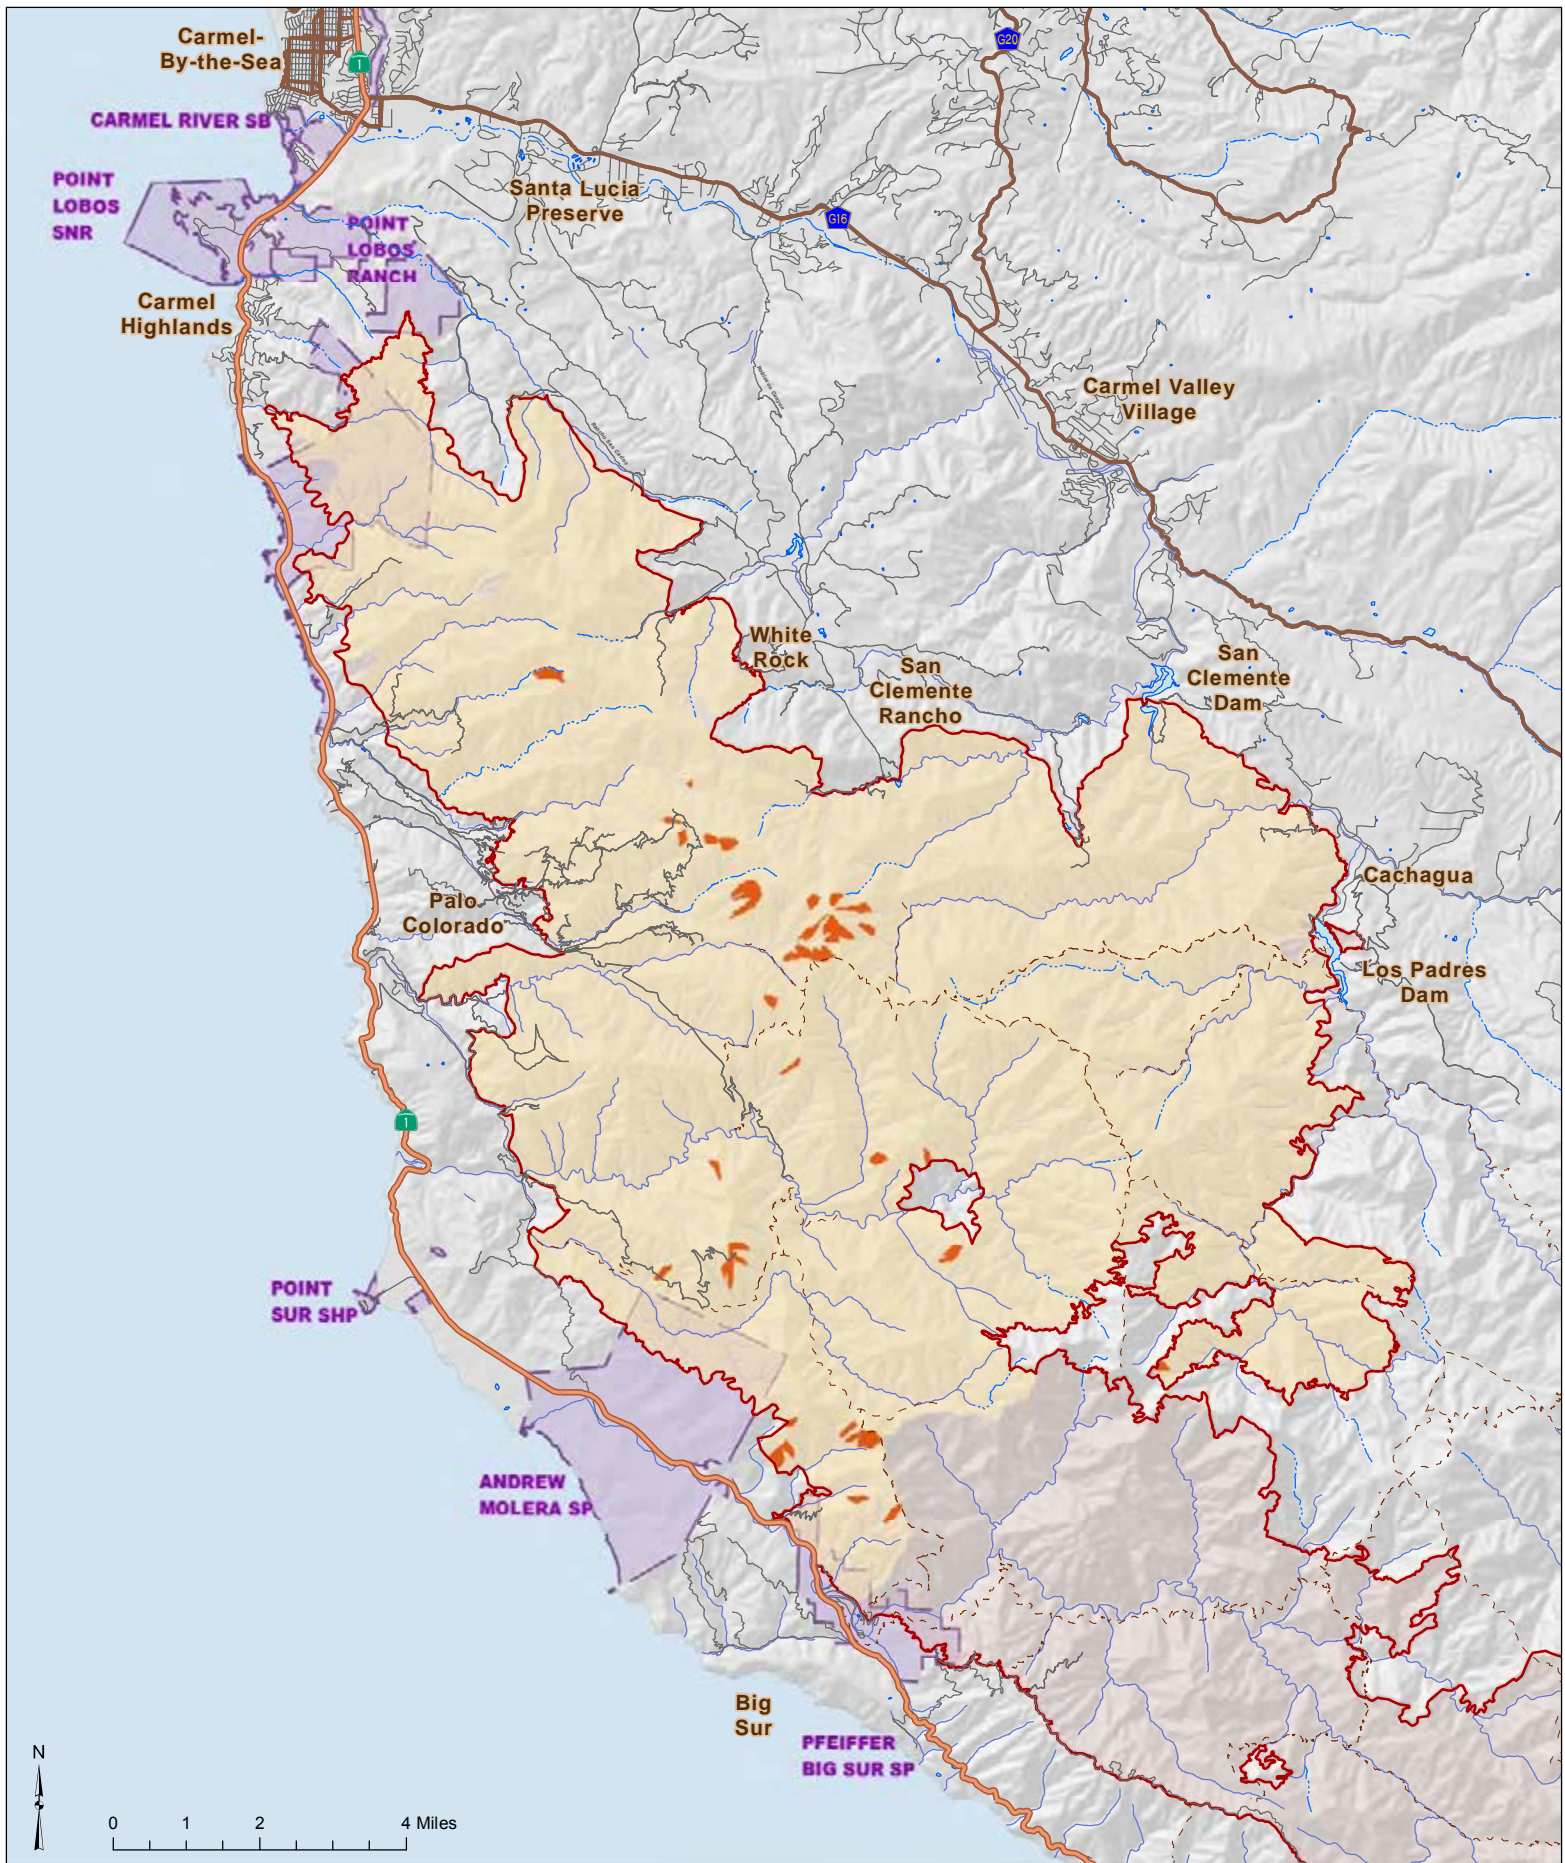 Carmel-
By-the-Sea
1
G20
CARMEL RIVER SB
POINT
LOBOS
SNR
Santa Lucia
Preserve
G16
POINT
LOBOS
RANCH
Carmel
Highlands
Carmel Valley
Village
White
Rock
San
Clemente
Rancho
San
Clemente
Dam
Cachagua
Palo
Colorado
Los Padres
Dam
1
POINT
SUR SHP
ANDREW
MOLERA SP
Big
Sur
PFEIFFER
BIG SUR SP
N
0 1 2 4 Miles